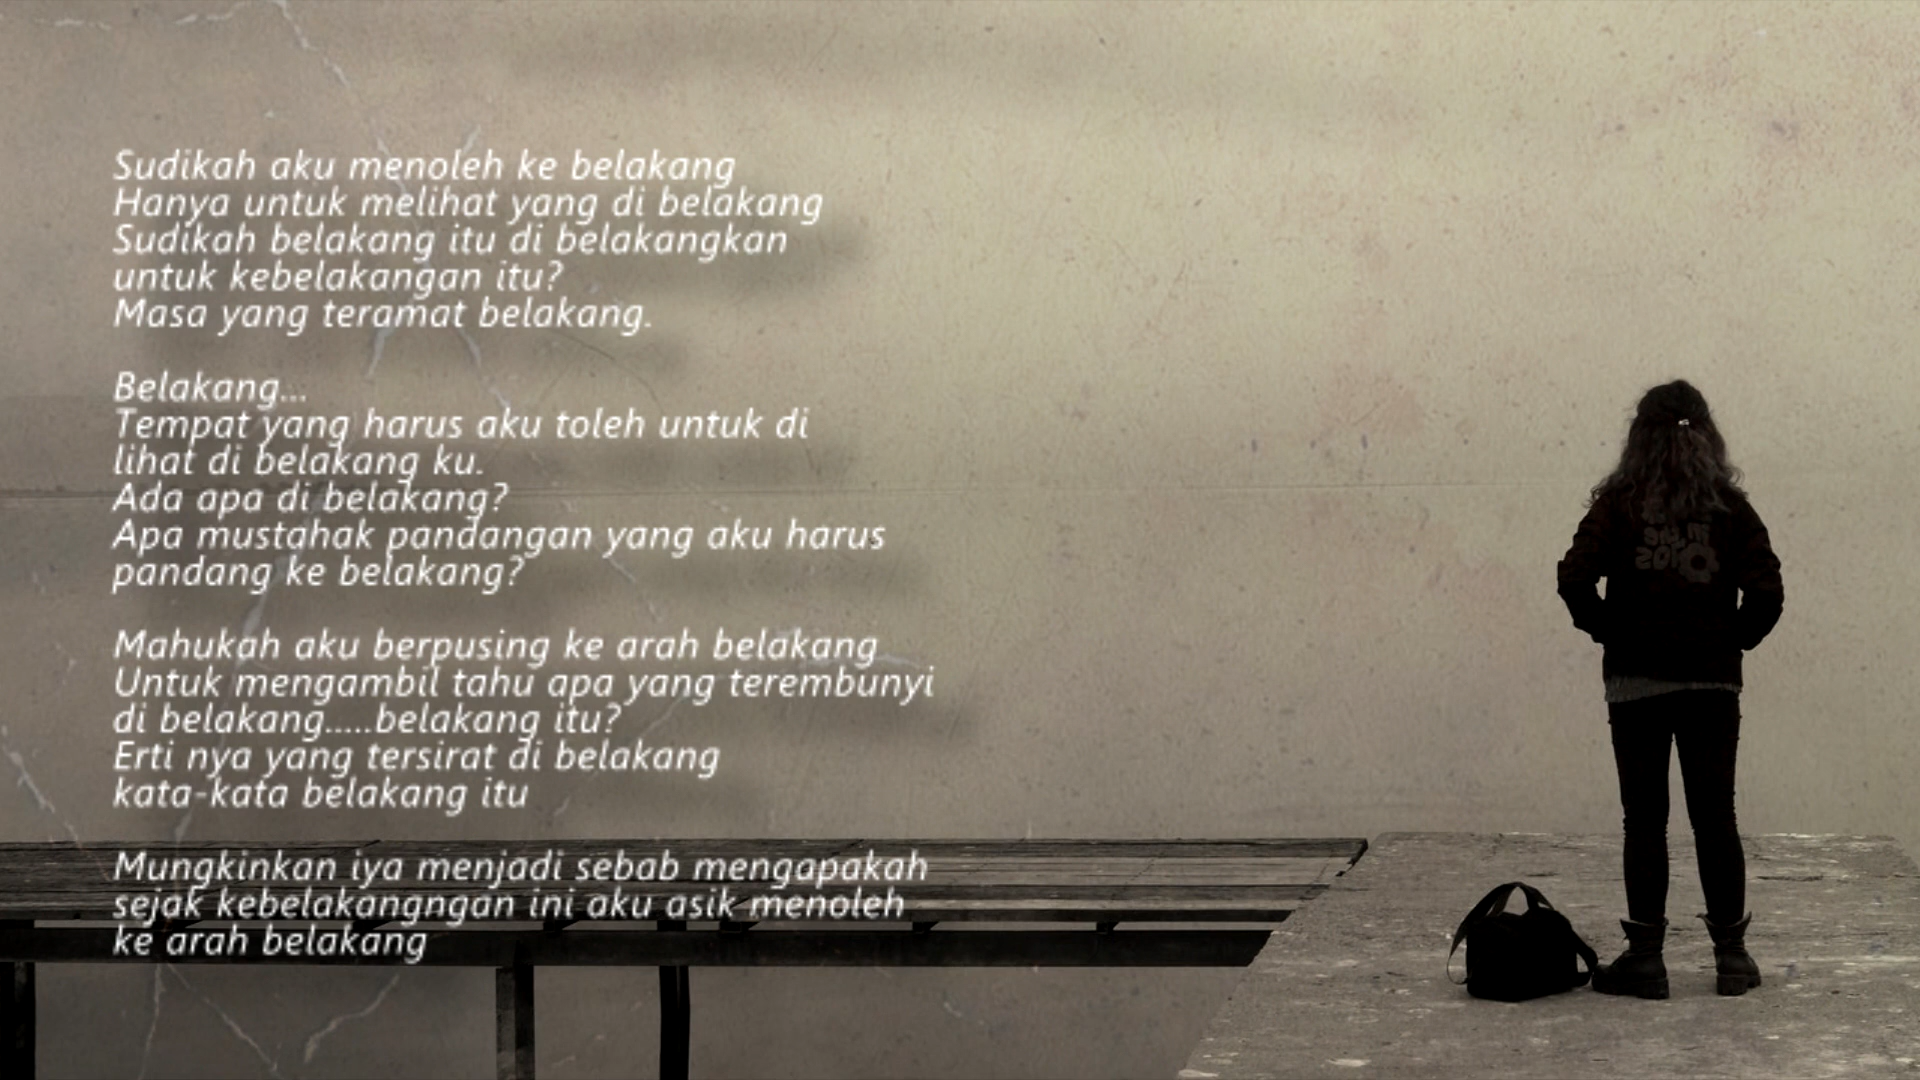 Sudikah aku menoleh ke belakang
Hanya untuk melihat yang di belakang
Sudikah belakang itu di belakangkan
untuk kebelakangan itu?
Masa yang teramat belakang.
Belakang...
Tempat yang harus aku toleh untuk di
lihat di belakang ku.
Ada apa di belakang?
Apa mustahak pandangan yang aku harus
pandang ke belakang?
Mahukah aku berpusing ke arah belakang
Untuk mengambil tahu apa yang terembunyi
di belakang.....belakang itu?
Erti nya yang tersirat di belakang
kata-kata belakang itu
Mungkinkan iya menjadi sebab mengapakah
sejak kebelakangngan ini aku asik menoleh
ke arah belakang
in the